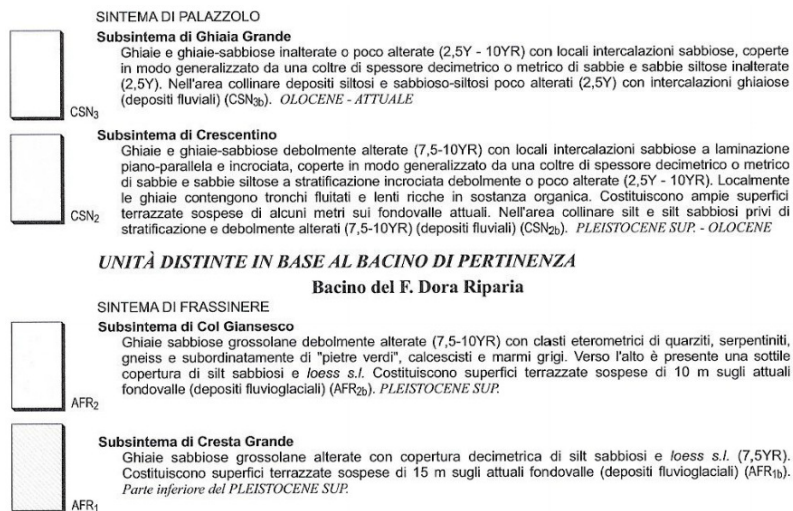 SINTEMA DI PALAZZOLO
Subsintema di Ghiaia Grande
Ghiaie e ghiaie-sabbiose inalterate o poco alterate (2,5Y - 10YR) con locali intercalazioni sabbiose, coperte
in modo generalizzato da una coltre di spessore decimetrico o metrico di sabbie e sabbie siltose inalterate
(2,5Y). Nell'area collinare depositi siltosi e sabbioso-siltosi poco alterati (2,5Y) con intercalazioni ghiaiose
(depositi fluviali) (CSN3b). OLOCENE - ATTUALE
CSN3
Subsintema di Crescentino
Ghiaie e ghiaie-sabbiose debolmente alterate (7,5-10YR) con locali intercalazioni sabbiose a laminazione
piano-parallela e incrociata, coperte in modo generalizzato da una coltre di spessore decimetrico o metrico
di sabbie e sabbie siltose a stratificazione incrociata debolmente o poco alterate (2,5Y - 10YR). Localmente
le ghiaie contengono tronchi fluitati e lenti ricche in sostanza organica. Costituiscono ampie superfici
terrazzate sospese di alcuni metri sui fondovalle attuali. Nell'area collinare silt e silt sabbiosi privi di
stratificazione e debolmente alterati (7,5-10YR) (depositi fluviali) (CSN2b). PLEISTOCENE SUP. - OLOCENE
CSN2
UNITÀ DISTINTE IN BASE AL BACINO DI PERTINENZA
Bacino del F. Dora Riparia
SINTEMA DI FRASSINERE
Subsintema di Col Giansesco
Ghiaie sabbiose grossolane debolmente alterate (7,5-10YR) con clasti eterometrici di quarziti, serpentiniti,
gneiss e subordinatamente di "pietre verdi", calcescisti e marmi grigi. Verso l'alto è presente una sottile
copertura di silt sabbiosi e loess s.l. Costituiscono superfici terrazzate sospese di 10 m sugli attuali
fondovalle (depositi fluvioglaciali) (AFR2b). PLEISTOCENE SUP.
AFR2
Subsintema di Cresta Grande
Ghiaie sabbiose grossolane alterate con copertura decimetrica di silt sabbiosi e loess s.l. (7,5YR).
Costituiscono superfici terrazzate sospese di 15 m sugli attuali fondovalle (depositi fluvioglaciali) (AFR1b).
Parte inferiore del PLEISTOCENE SUP.
AFR1